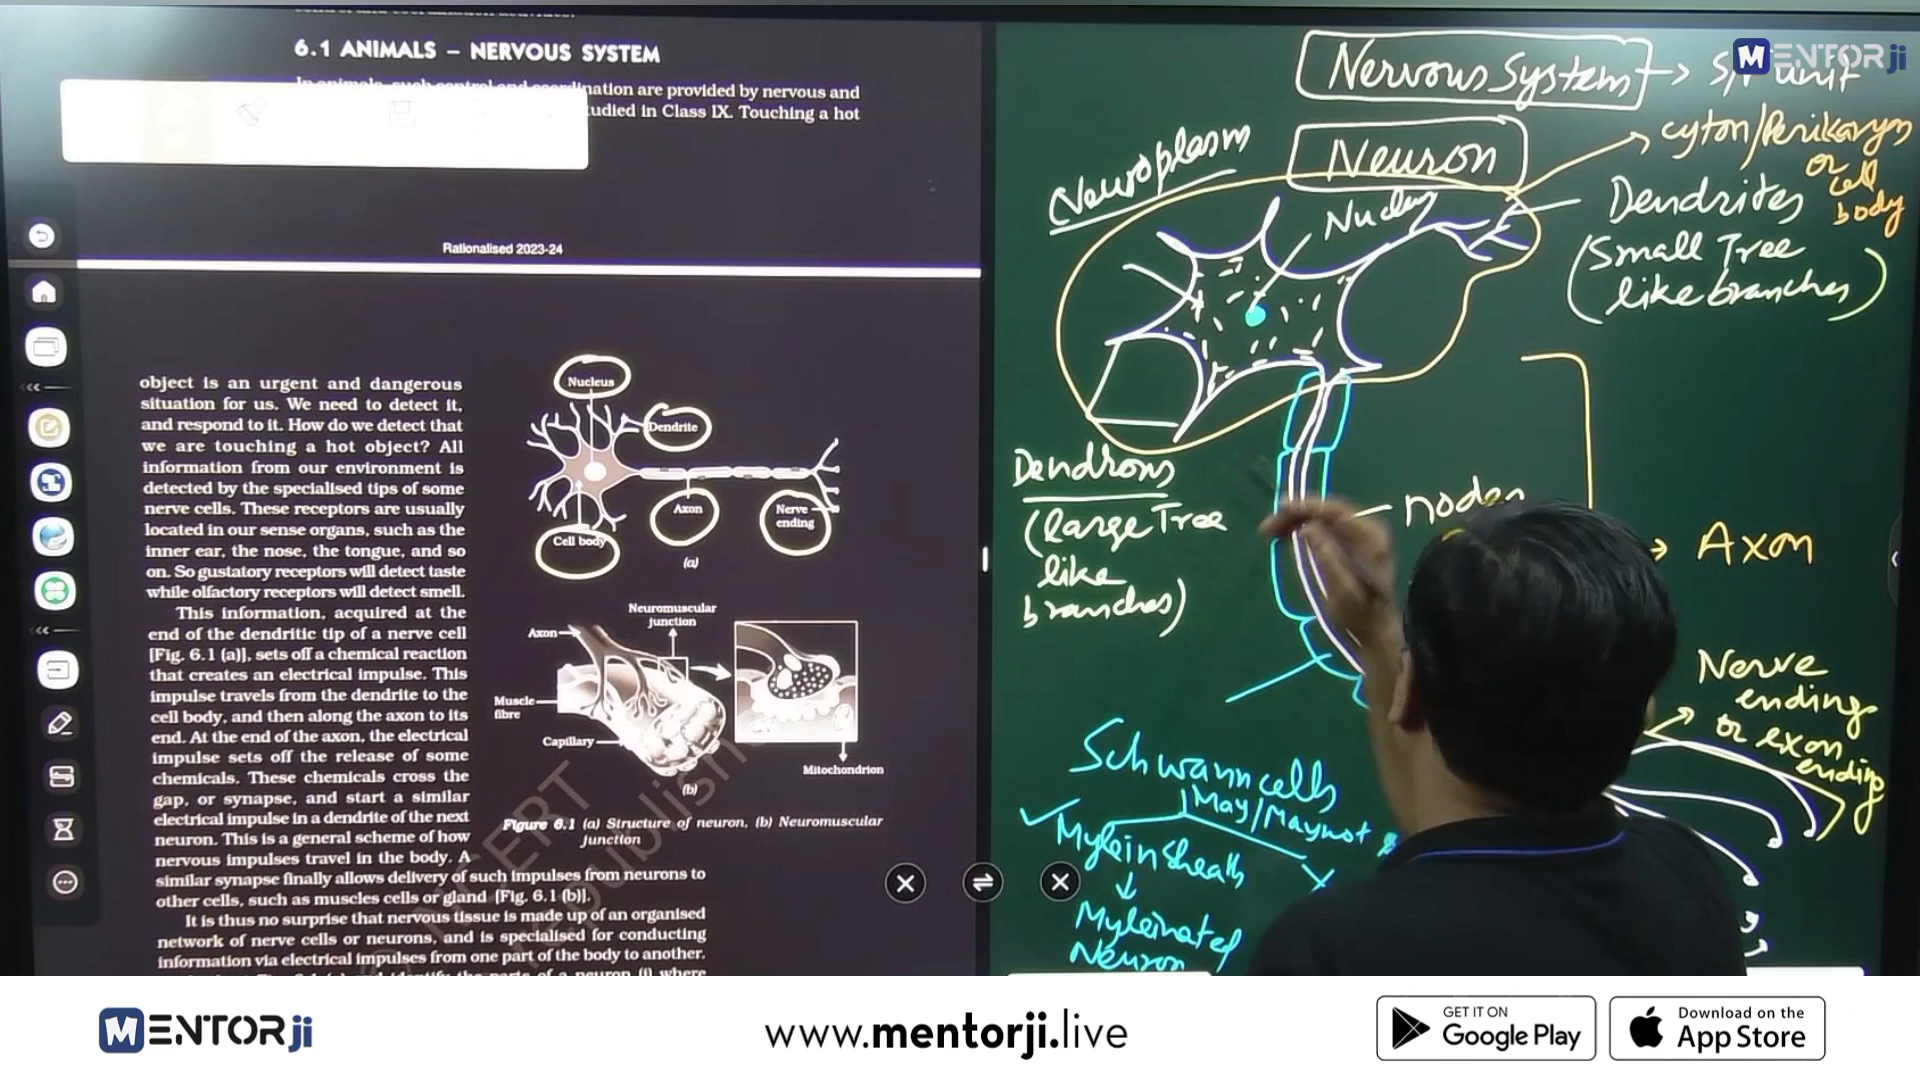 6.1 ANIMALS – NERVOUS SYSTEM
ination are provided by nervous and
tudied in Class IX. Touching a hot
Rationalised 2023-24
object is an urgent and dangerous
situation for us. We need to detect it,
and respond to it. How do we detect that
we are touching a hot object? All
information from our environment is
detected by the specialised tips of some
nerve cells. These receptors are usually
located in our sense organs, such as the
inner ear, the nose, the tongue, and so
on. So gustatory receptors will detect taste
while olfactory receptors will detect smell.
This information, acquired at the
end of the dendritic tip of a nerve cell
[Fig. 6.1 (a)], sets off a chemical reaction
that creates an electrical impulse. This
impulse travels from the dendrite to the
cell body, and then along the axon to its
end. At the end of the axon, the electrical
impulse sets off the release of some
chemicals. These chemicals cross the
gap, or synapse, and start a similar
electrical impulse in a dendrite of the next
neuron. This is a general scheme of how
nervous impulses travel in the body. A
similar synapse finally allows delivery of such impulses from neurons to
other cells, such as muscles cells or gland [Fig. 6.1 (b)].
It is thus no surprise that nervous tissue is made up of an organised
network of nerve cells or neurons, and is specialised for conducting
information via electrical impulses from one part of the body to another.
Nucleus
Dendrite
Axon
Nerve
ending
Cell body
(a)
Neuromuscular
junction
Axon
Muscle
fibre
Capillary
Mitochondrion
(b)
Figure 6.1 (a) Structure of neuron, (b) Neuromuscular
junction
Nervous System → S/F unit
Neuron
Neuroplasm
cyton/Perikaryon
or
cell
body
Dendrites
(Small Tree
like branches)
Dendrons
(large Tree
like
branches)
Axon
Nerve
ending
or exon
ending
Schwann cells
May/Maynot
Mylein Sheath
↓
Myleinated
Neuron
MENTORji
MENTORji
www.mentorji.live
GET IT ON
Google Play
Download on the
App Store